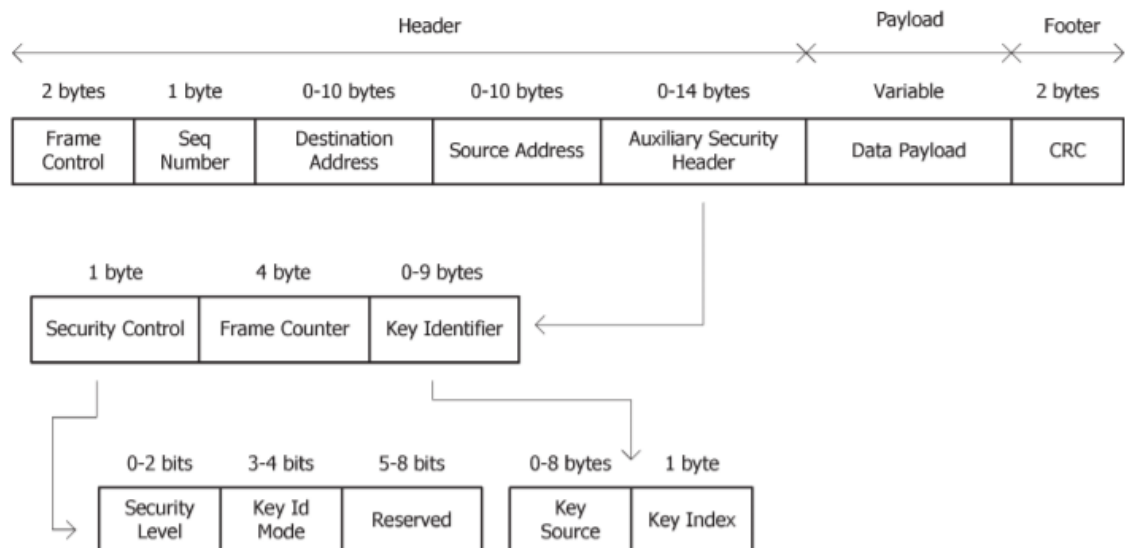 Header
Payload
Footer
2 bytes
1 byte
0-10 bytes
0-10 bytes
0-14 bytes
Variable
2 bytes
Frame
Control
Seq
Number
Destination
Address
Source Address
Auxiliary Security
Header
Data Payload
CRC
1 byte
4 byte
0-9 bytes
Security Control
Frame Counter
Key Identifier
0-2 bits
3-4 bits
5-8 bits
0-8 bytes
1 byte
Security
Level
Key Id
Mode
Reserved
Key
Source
Key Index